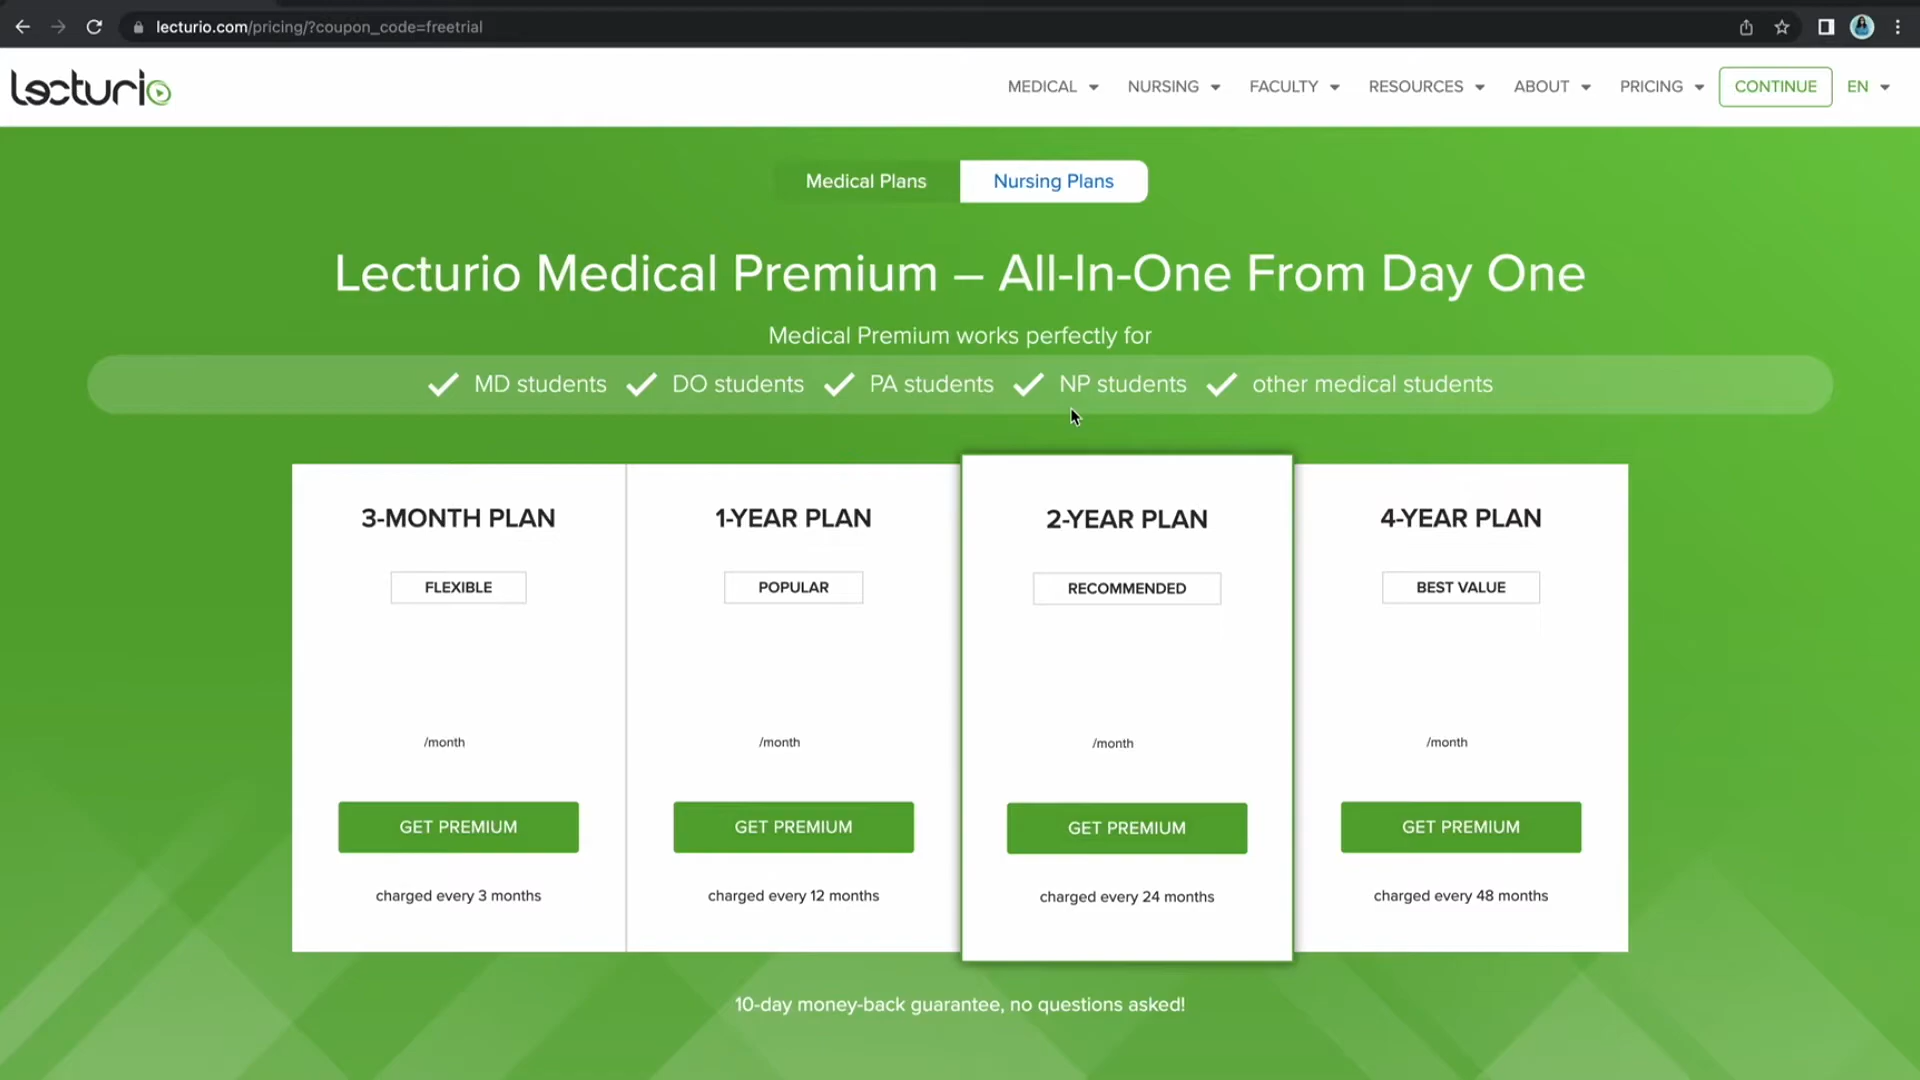 lecturio.com/pricing/?coupon_code=freetrial
lecturio
MEDICAL NURSING FACULTY RESOURCES ABOUT PRICING CONTINUE EN
Medical Plans Nursing Plans
Lecturio Medical Premium – All-In-One From Day One
Medical Premium works perfectly for
MD students DO students PA students NP students other medical students
3-MONTH PLAN 1-YEAR PLAN 2-YEAR PLAN 4-YEAR PLAN
FLEXIBLE POPULAR RECOMMENDED BEST VALUE
/month /month /month /month
GET PREMIUM GET PREMIUM GET PREMIUM GET PREMIUM
charged every 3 months charged every 12 months charged every 24 months charged every 48 months
10-day money-back guarantee, no questions asked!